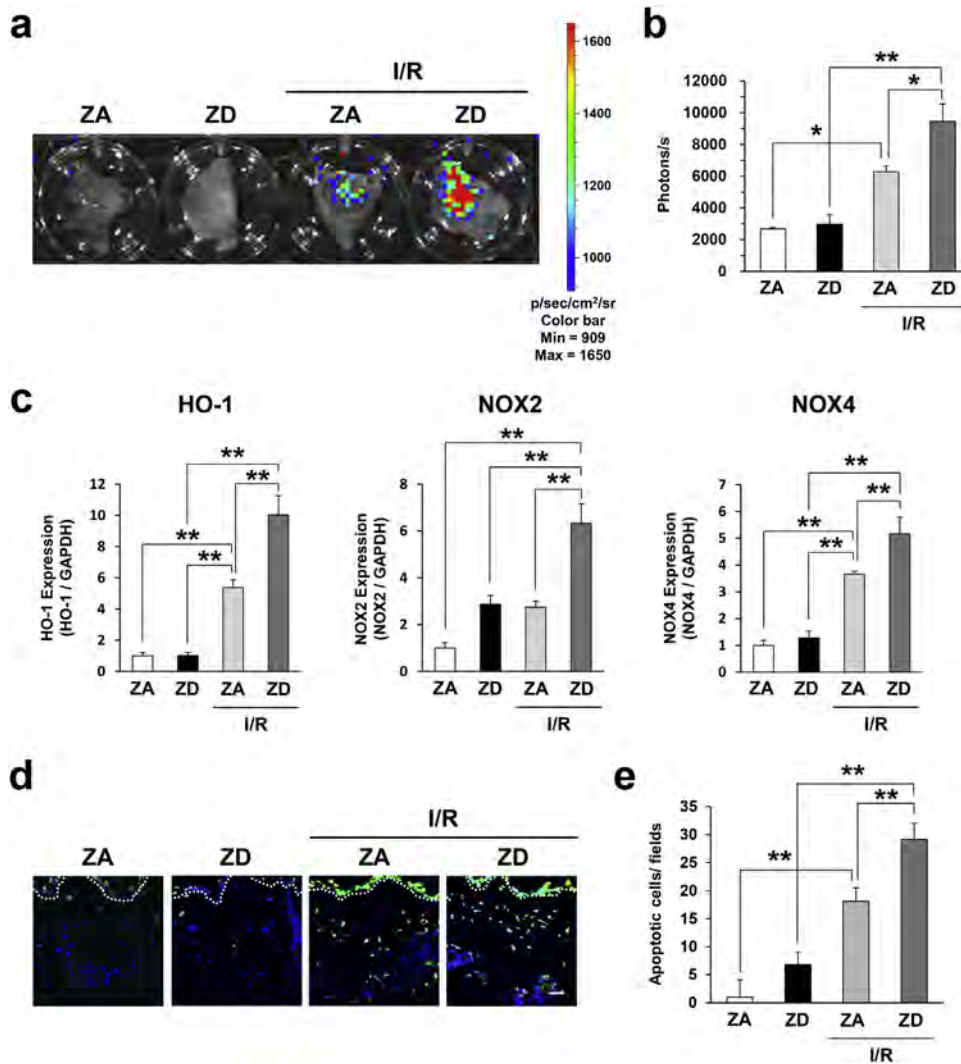 a
I/R
ZA ZD ZA ZD
1600
1400
1200
1000
p/sec/cm²/sr
Color bar
Min = 909
Max = 1650
b
**
*
*
12000
10000
8000
6000
4000
2000
0
Photons/s
ZA ZD ZA ZD
I/R
c
HO-1
**
**
**
**
12
10
8
6
4
2
0
HO-1 Expression
(HO-1 / GAPDH)
ZA ZD ZA ZD
I/R
NOX2
**
**
**
8
6
4
2
0
NOX2 Expression
(NOX2 / GAPDH)
ZA ZD ZA ZD
I/R
NOX4
**
**
**
**
6
5
4
3
2
1
0
NOX4 Expression
(NOX4 / GAPDH)
ZA ZD ZA ZD
I/R
d
I/R
ZA ZD ZA ZD
e
**
**
**
35
30
25
20
15
10
5
0
Apoptotic cells/ fields
ZA ZD ZA ZD
I/R